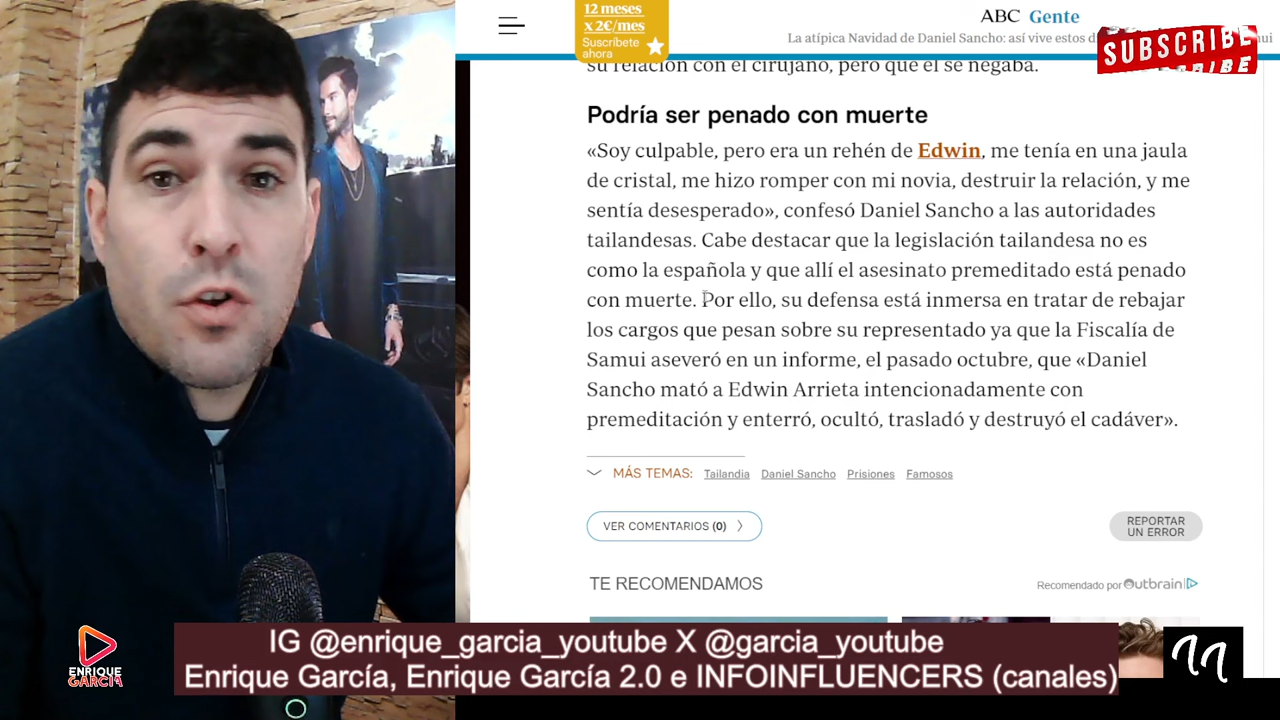 12 meses
x 2€/mes
Suscríbete
ahora
ABC Gente
La atípica Navidad de Daniel Sancho: así vive estos
SUBSCRIBE
su relación con el cirujano, pero que él se negaba.
Podría ser penado con muerte
«Soy culpable, pero era un rehén de Edwin, me tenía en una jaula
de cristal, me hizo romper con mi novia, destruir la relación, y me
sentía desesperado», confesó Daniel Sancho a las autoridades
tailandesas. Cabe destacar que la legislación tailandesa no es
como la española y que allí el asesinato premeditado está penado
con muerte. Por ello, su defensa está inmersa en tratar de rebajar
los cargos que pesan sobre su representado ya que la Fiscalía de
Samui aseveró en un informe, el pasado octubre, que «Daniel
Sancho mató a Edwin Arrieta intencionadamente con
premeditación y enterró, ocultó, trasladó y destruyó el cadáver».
MÁS TEMAS: Tailandia Daniel Sancho Prisiones Famosos
VER COMENTARIOS (0)
REPORTAR
UN ERROR
TE RECOMENDAMOS
Recomendado por Outbrain
IG @enrique_garcia_youtube X @garcia_youtube
Enrique García, Enrique García 2.0 e INFOINFLUENCERS (canales)
ENRIQUE
GARCÍA